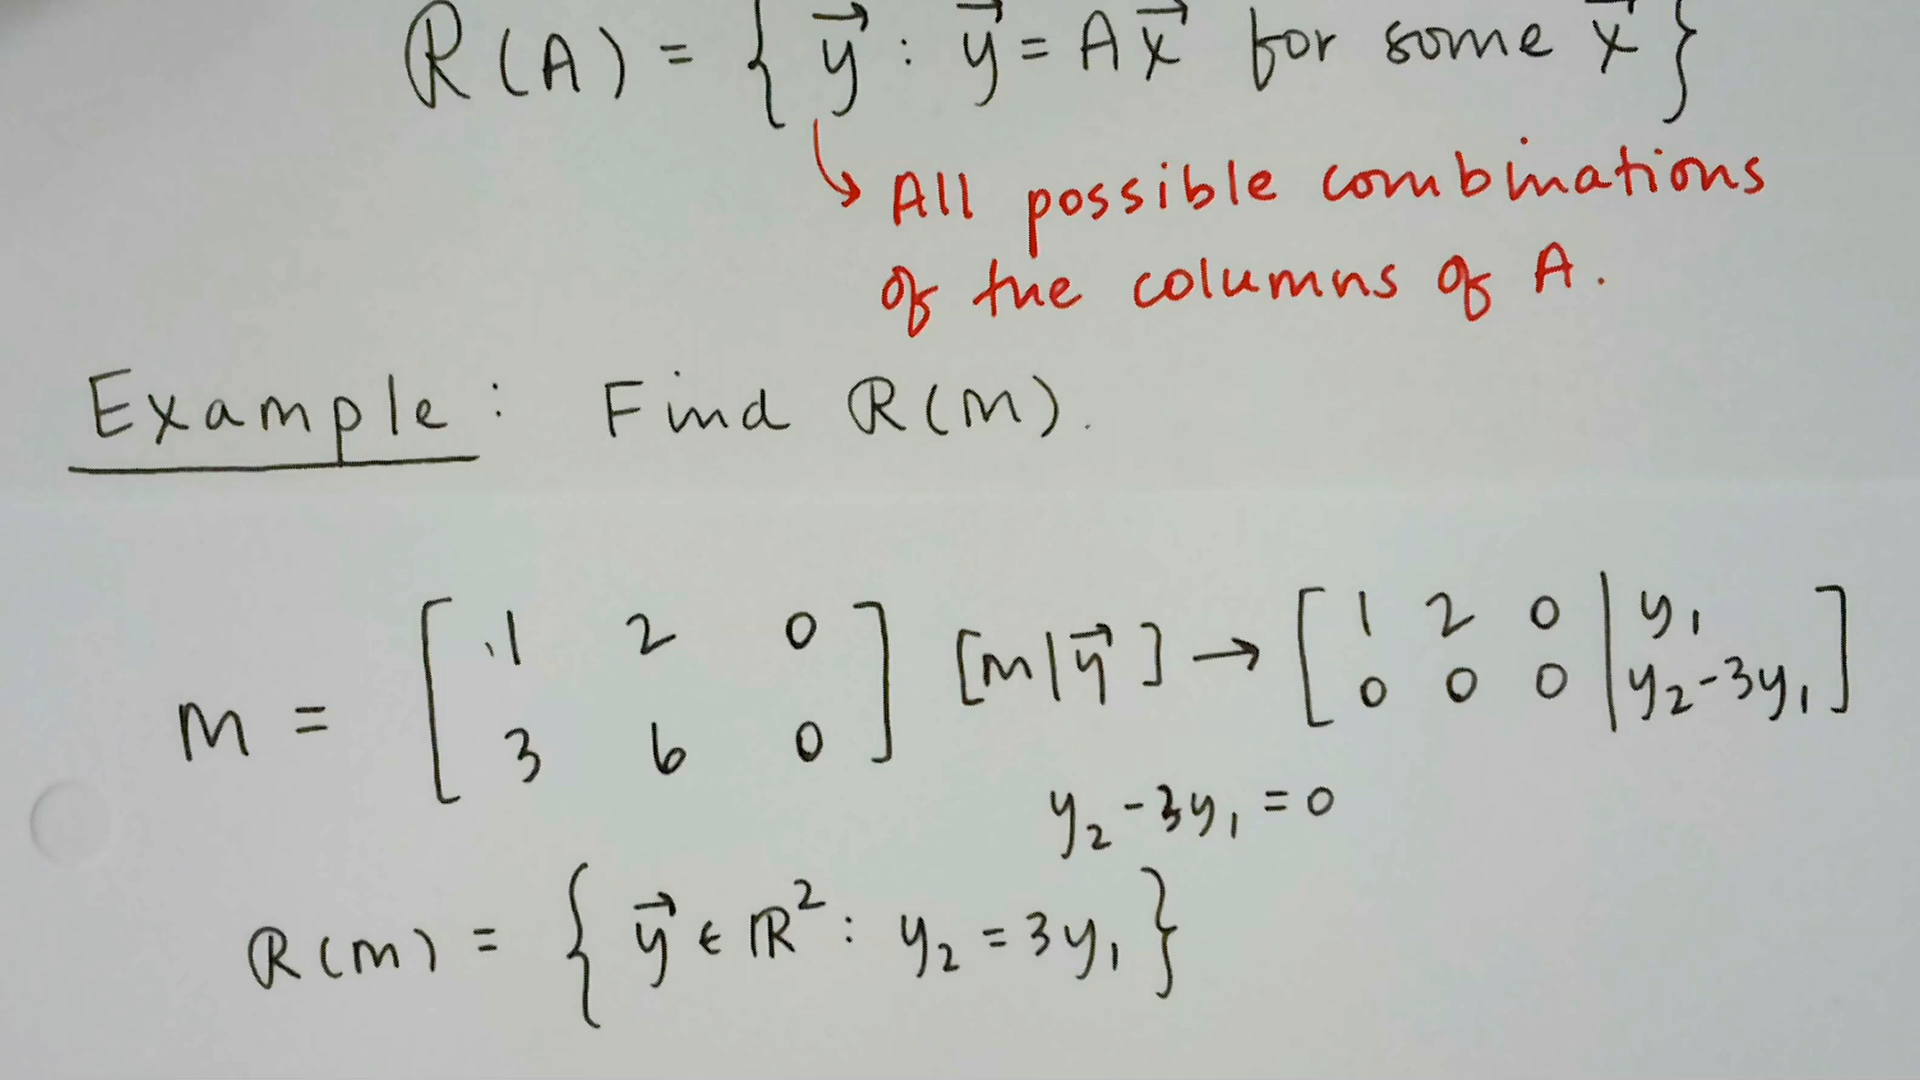 R(A) = { y⃗ : y⃗ = Ax⃗ for some x⃗ }
↳ All possible combinations
of the columns of A.
Example: Find R(M).
M = [ 1 2 0 ; 3 6 0 ] [M|y⃗] → [ 1 2 0 | y₁ ; 0 0 0 | y₂-3y₁ ]
y₂-3y₁ = 0
R(M) = { y⃗ ∈ ℝ² : y₂ = 3y₁ }